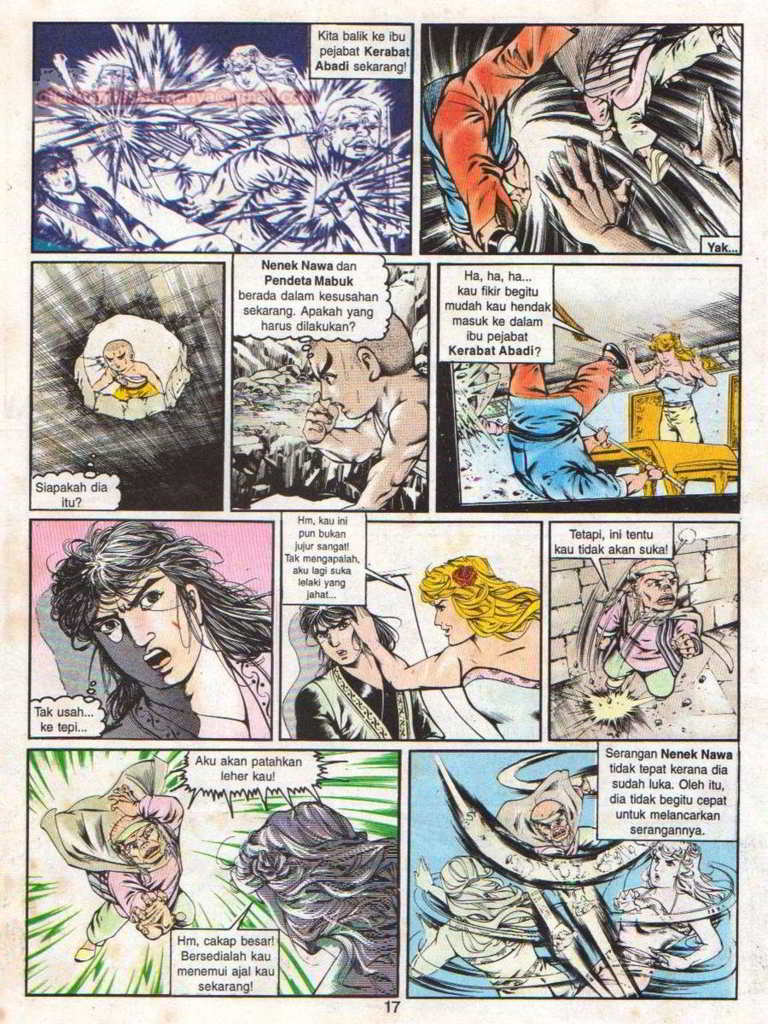 Kita balik ke ibu
pejabat Kerabat
Abadi sekarang!
Yak...
Siapakah dia
itu?
Nenek Nawa dan
Pendeta Mabuk
berada dalam kesusahan
sekarang. Apakah yang
harus dilakukan?
Ha, ha, ha...
kau fikir begitu
mudah kau hendak
masuk ke dalam
ibu pejabat
Kerabat Abadi?
Tak usah...
ke tepi...
Hm, kau ini
pun bukan
jujur sangat!
Tak mengapalah,
aku lagi suka
lelaki yang
jahat...
Tetapi, ini tentu
kau tidak akan suka!
Aku akan patahkan
leher kau!
Hm, cakap besar!
Bersedialah kau
menemui ajal kau
sekarang!
Serangan Nenek Nawa
tidak tepat kerana dia
sudah luka. Oleh itu,
dia tidak begitu cepat
untuk melancarkan
serangannya.
17